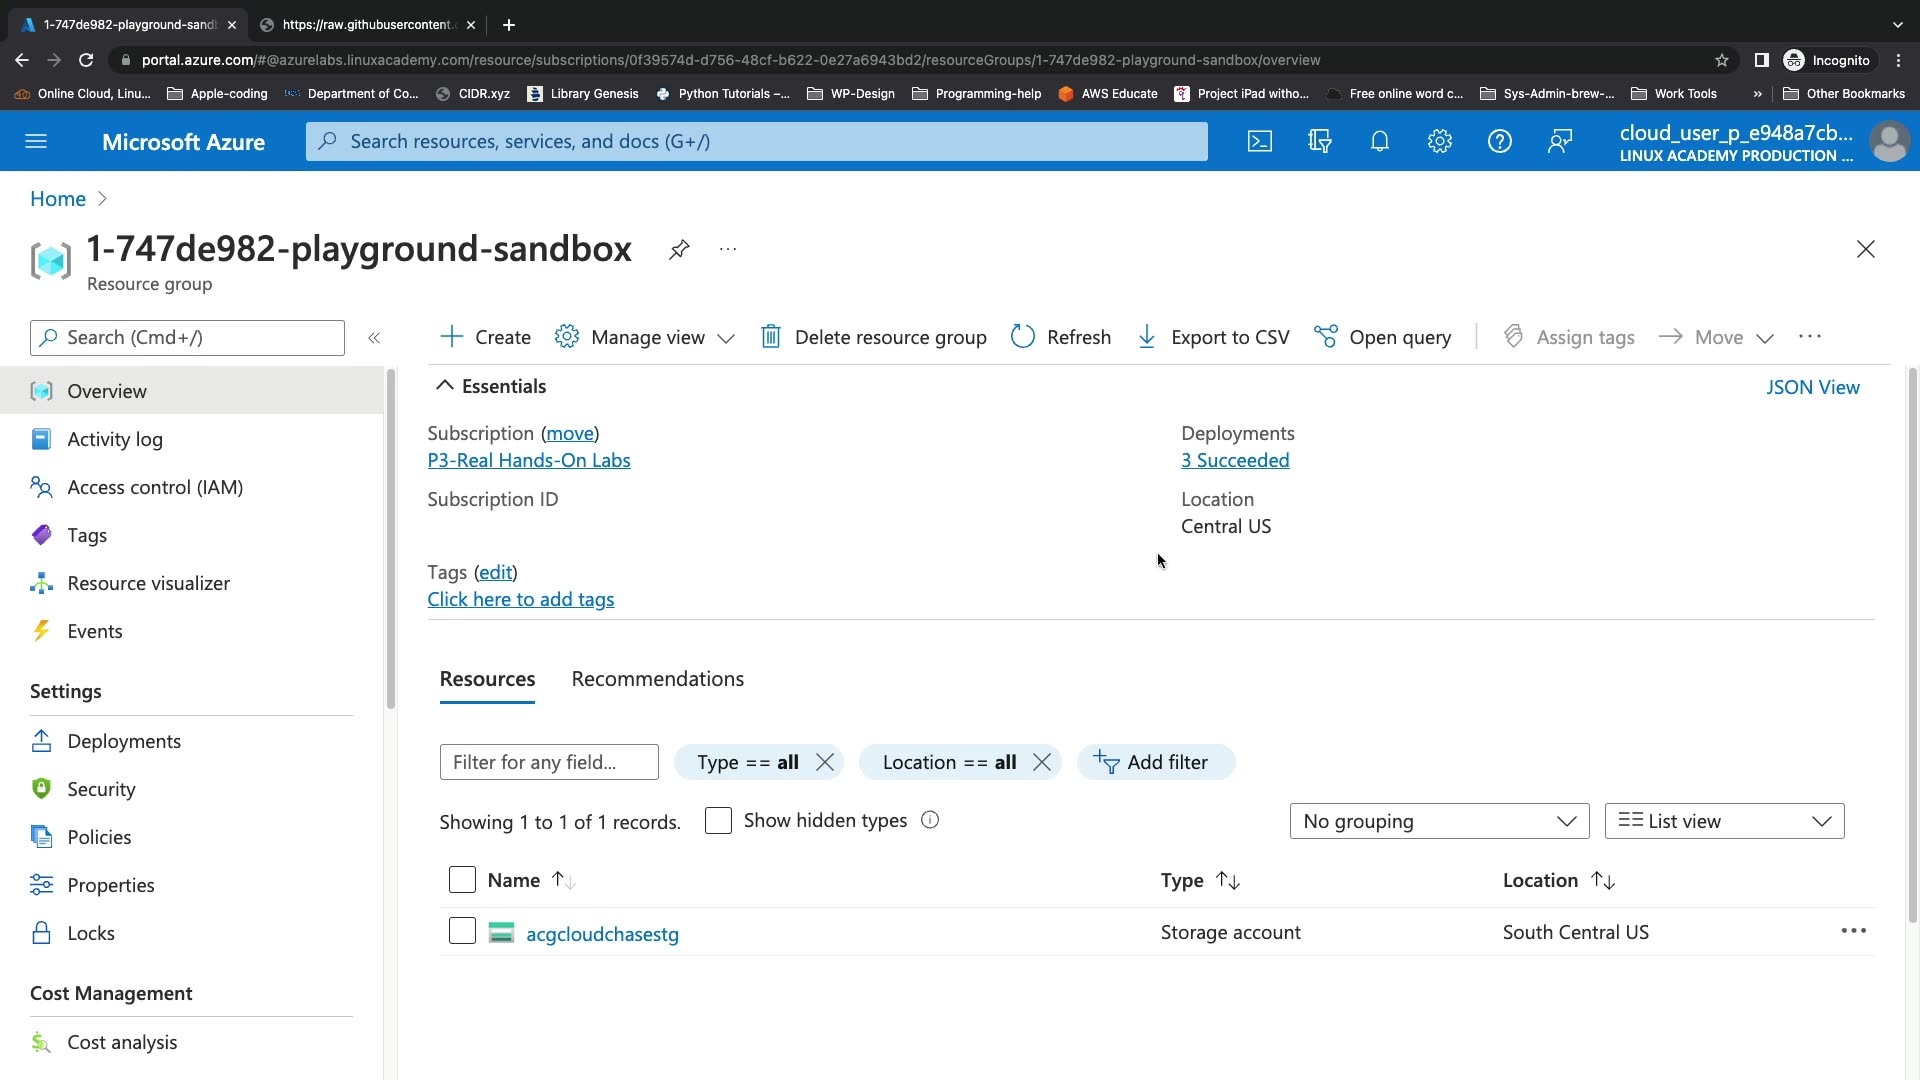 1-747de982-playground-sand
https://raw.githubusercontent.c
portal.azure.com/#@azurelabs.linuxacademy.com/resource/subscriptions/0f39574d-d756-48cf-b622-0e27a6943bd2/resourceGroups/1-747de982-playground-sandbox/overview
Incognito
Online Cloud, Linu...
Apple-coding
Department of Co...
CIDR.xyz
Library Genesis
Python Tutorials –...
WP-Design
Programming-help
AWS Educate
Project iPad witho...
Free online word c...
Sys-Admin-brew-...
Work Tools
»
Other Bookmarks
Microsoft Azure
Search resources, services, and docs (G+/)
cloud_user_p_e948a7cb...
LINUX ACADEMY PRODUCTION ...
Home
1-747de982-playground-sandbox
...
Resource group
Search (Cmd+/)
«
Create
Manage view
Delete resource group
Refresh
Export to CSV
Open query
Assign tags
Move
...
Overview
Activity log
Access control (IAM)
Tags
Resource visualizer
Events
Settings
Deployments
Security
Policies
Properties
Locks
Cost Management
Cost analysis
Essentials
JSON View
Subscription (move)
P3-Real Hands-On Labs
Subscription ID
Deployments
3 Succeeded
Location
Central US
Tags (edit)
Click here to add tags
Resources
Recommendations
Filter for any field...
Type == all
Location == all
Add filter
Showing 1 to 1 of 1 records.
Show hidden types
No grouping
List view
Name
Type
Location
acgcloudchasestg
Storage account
South Central US
...